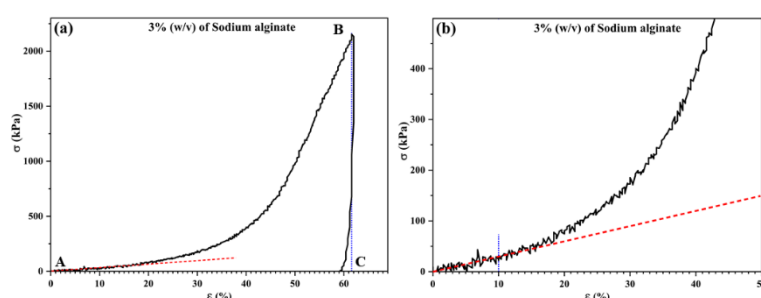 (a)
3% (w/v) of Sodium alginate
B
2000
1500
1000
500
0
σ (kPa)
A
C
0
10
20
30
40
50
60
ε (%)
(b)
3% (w/v) of Sodium alginate
400
300
200
100
0
σ (kPa)
0
10
20
30
40
50
ε (%)